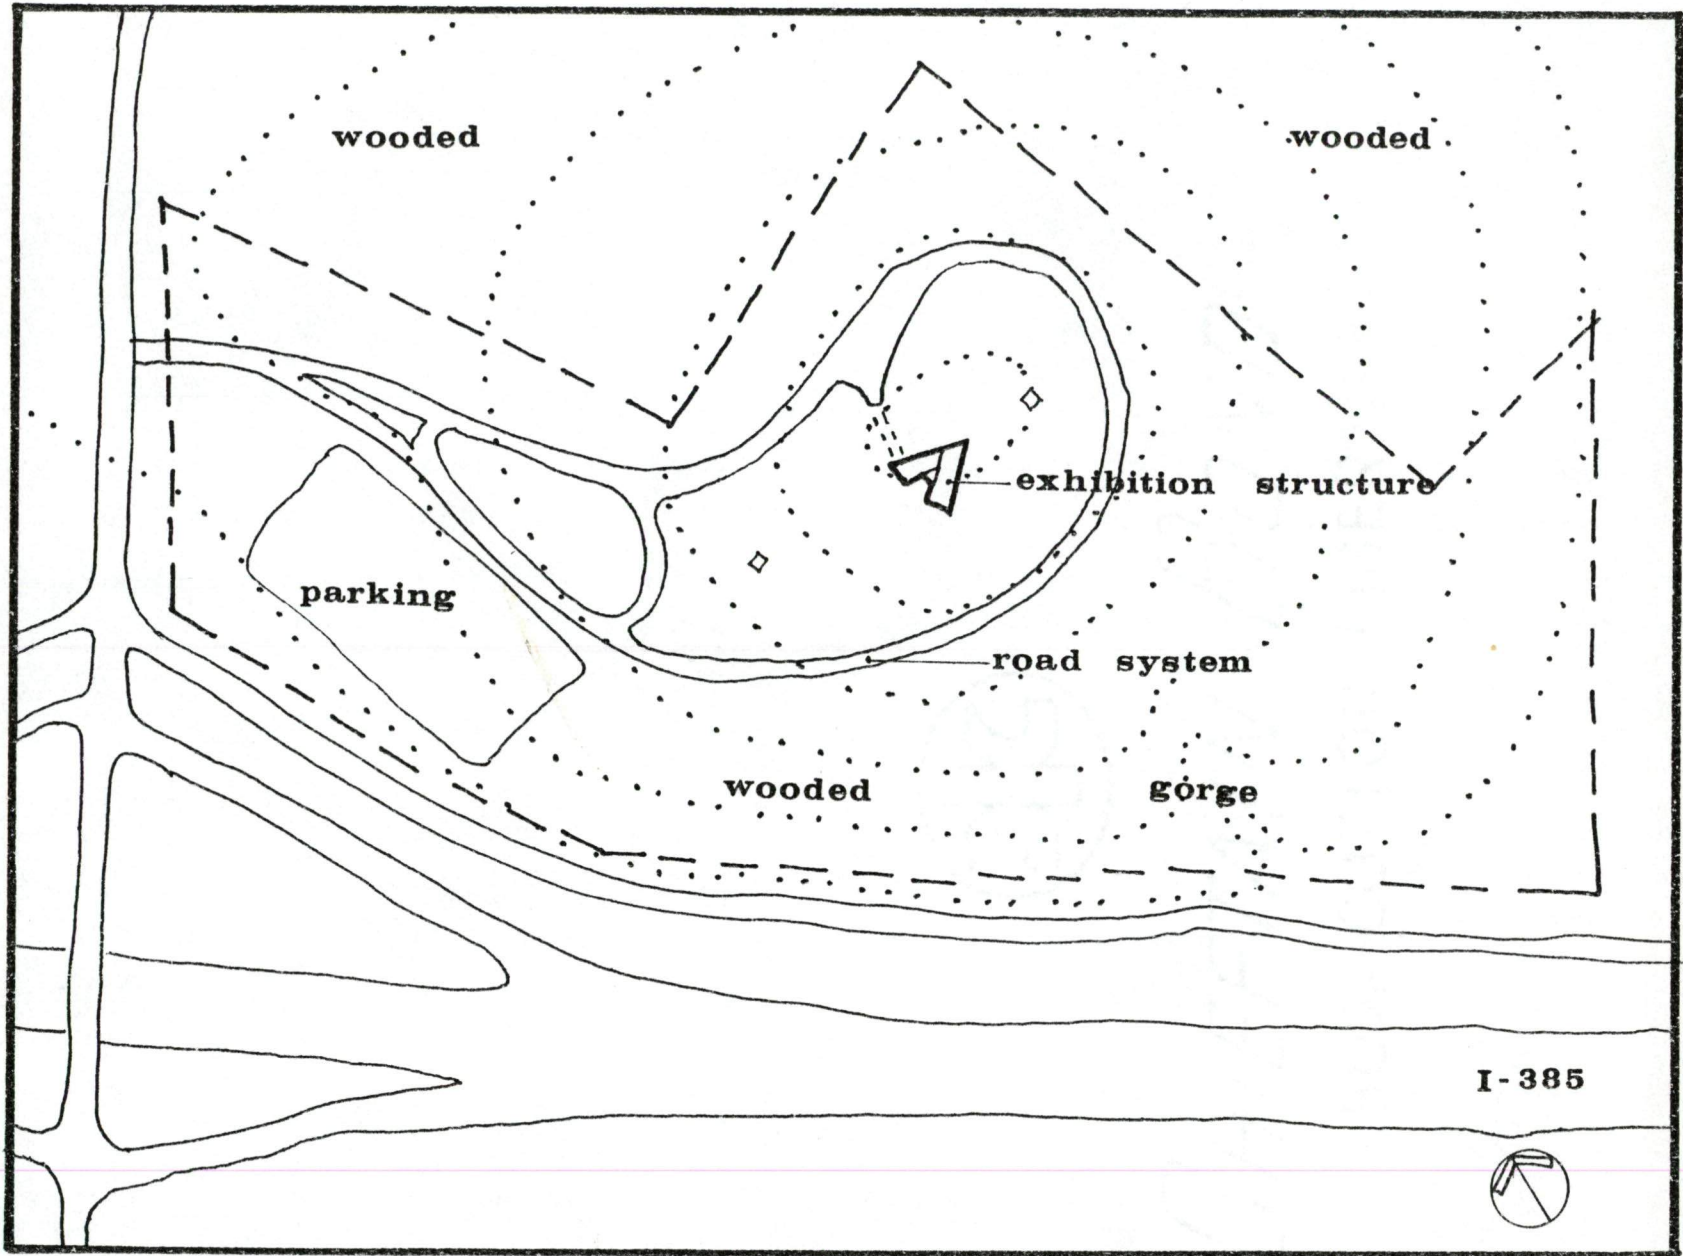 wooded
wooded
exhibition structure
parking
road system
wooded
gorge
I-385